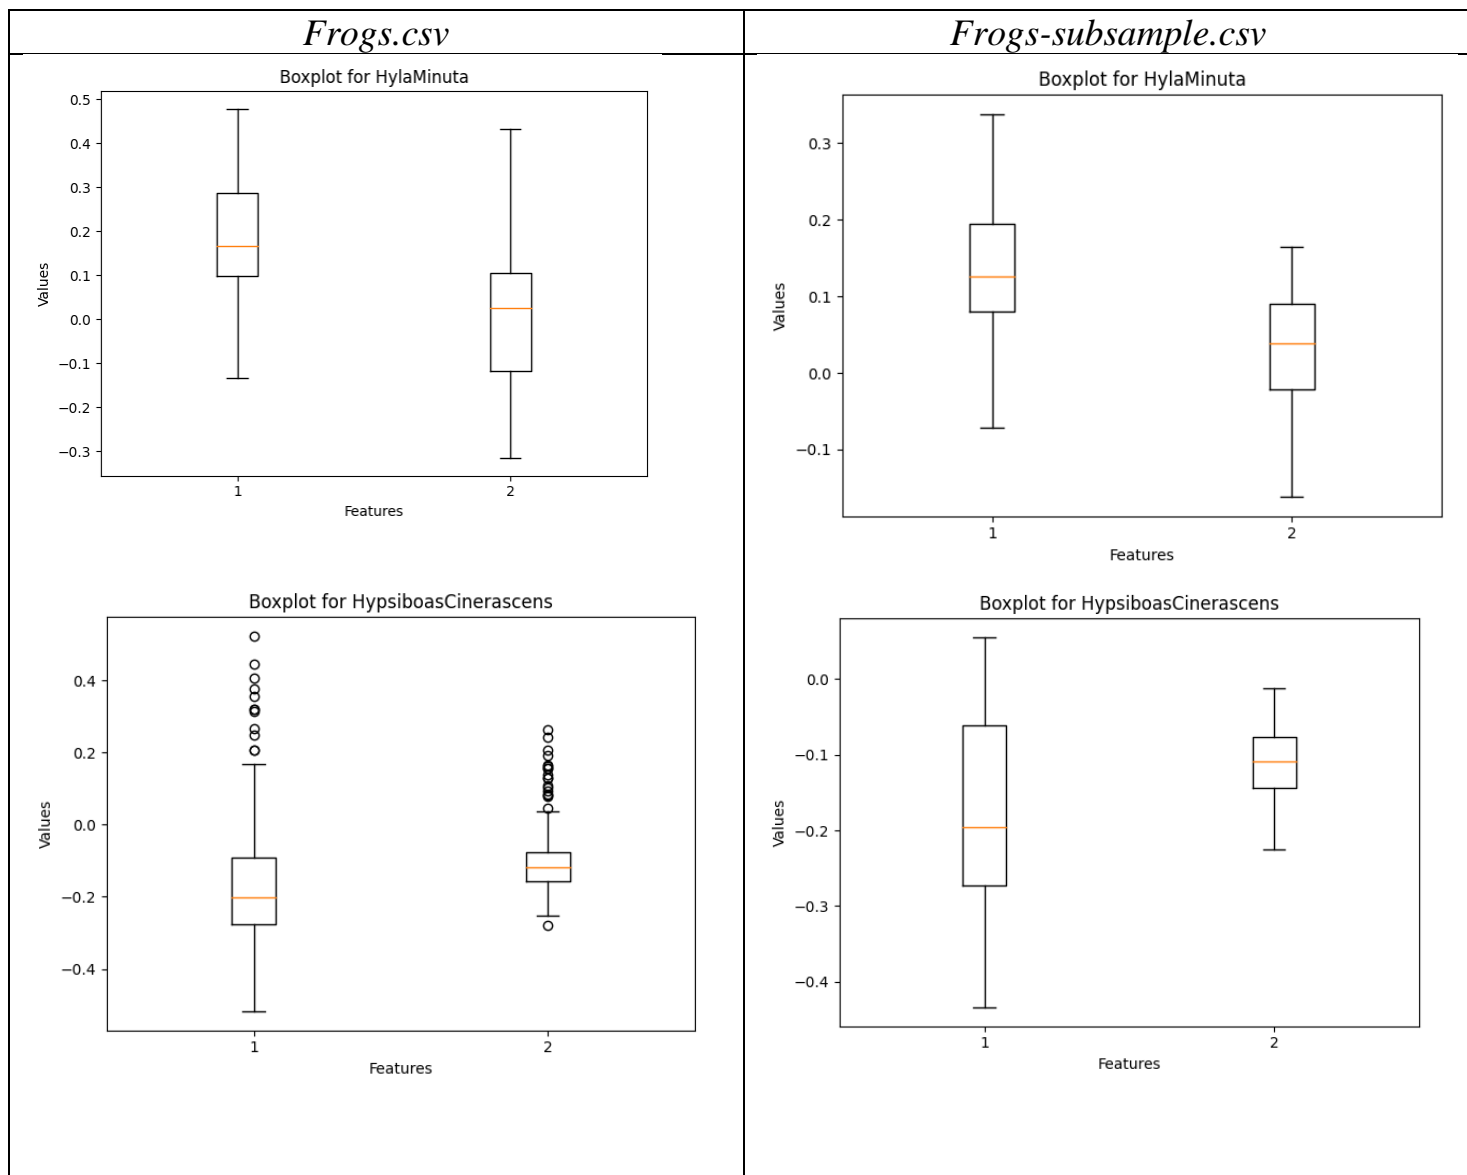 Frogs.csv
Frogs-subsample.csv
Boxplot for HylaMinuta
0.5
0.4
0.3
0.2
0.1
0.0
−0.1
−0.2
−0.3
Values
1 2
Features
Boxplot for HylaMinuta
0.3
0.2
0.1
0.0
−0.1
Values
1 2
Features
Boxplot for HypsiboasCinerascens
0.4
0.2
0.0
−0.2
−0.4
Values
1 2
Features
Boxplot for HypsiboasCinerascens
0.0
−0.1
−0.2
−0.3
−0.4
Values
1 2
Features